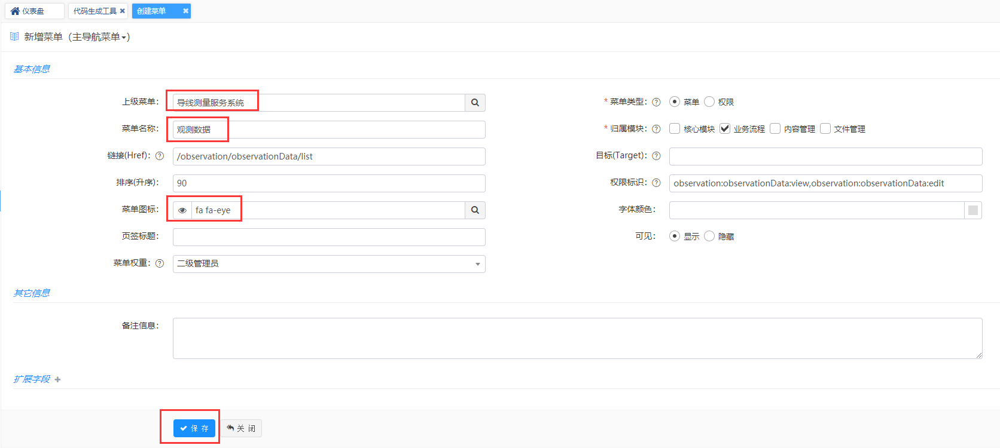 仪表盘 代码生成工具 创建菜单
新增菜单（主导航菜单）
基本信息
上级菜单： 导线测量服务系统 * 菜单类型： 菜单 权限
菜单名称： 观测数据 * 归属模块： 核心模块 业务流程 内容管理 文件管理
链接(Href)： /observation/observationData/list 目标(Target)：
排序(升序)： 90 权限标识： observation:observationData:view,observation:observationData:edit
菜单图标： fa fa-eye 字体颜色：
页签标题： 可见： 显示 隐藏
菜单权重： 二级管理员
其它信息
备注信息：
扩展字段
保 存 关 闭